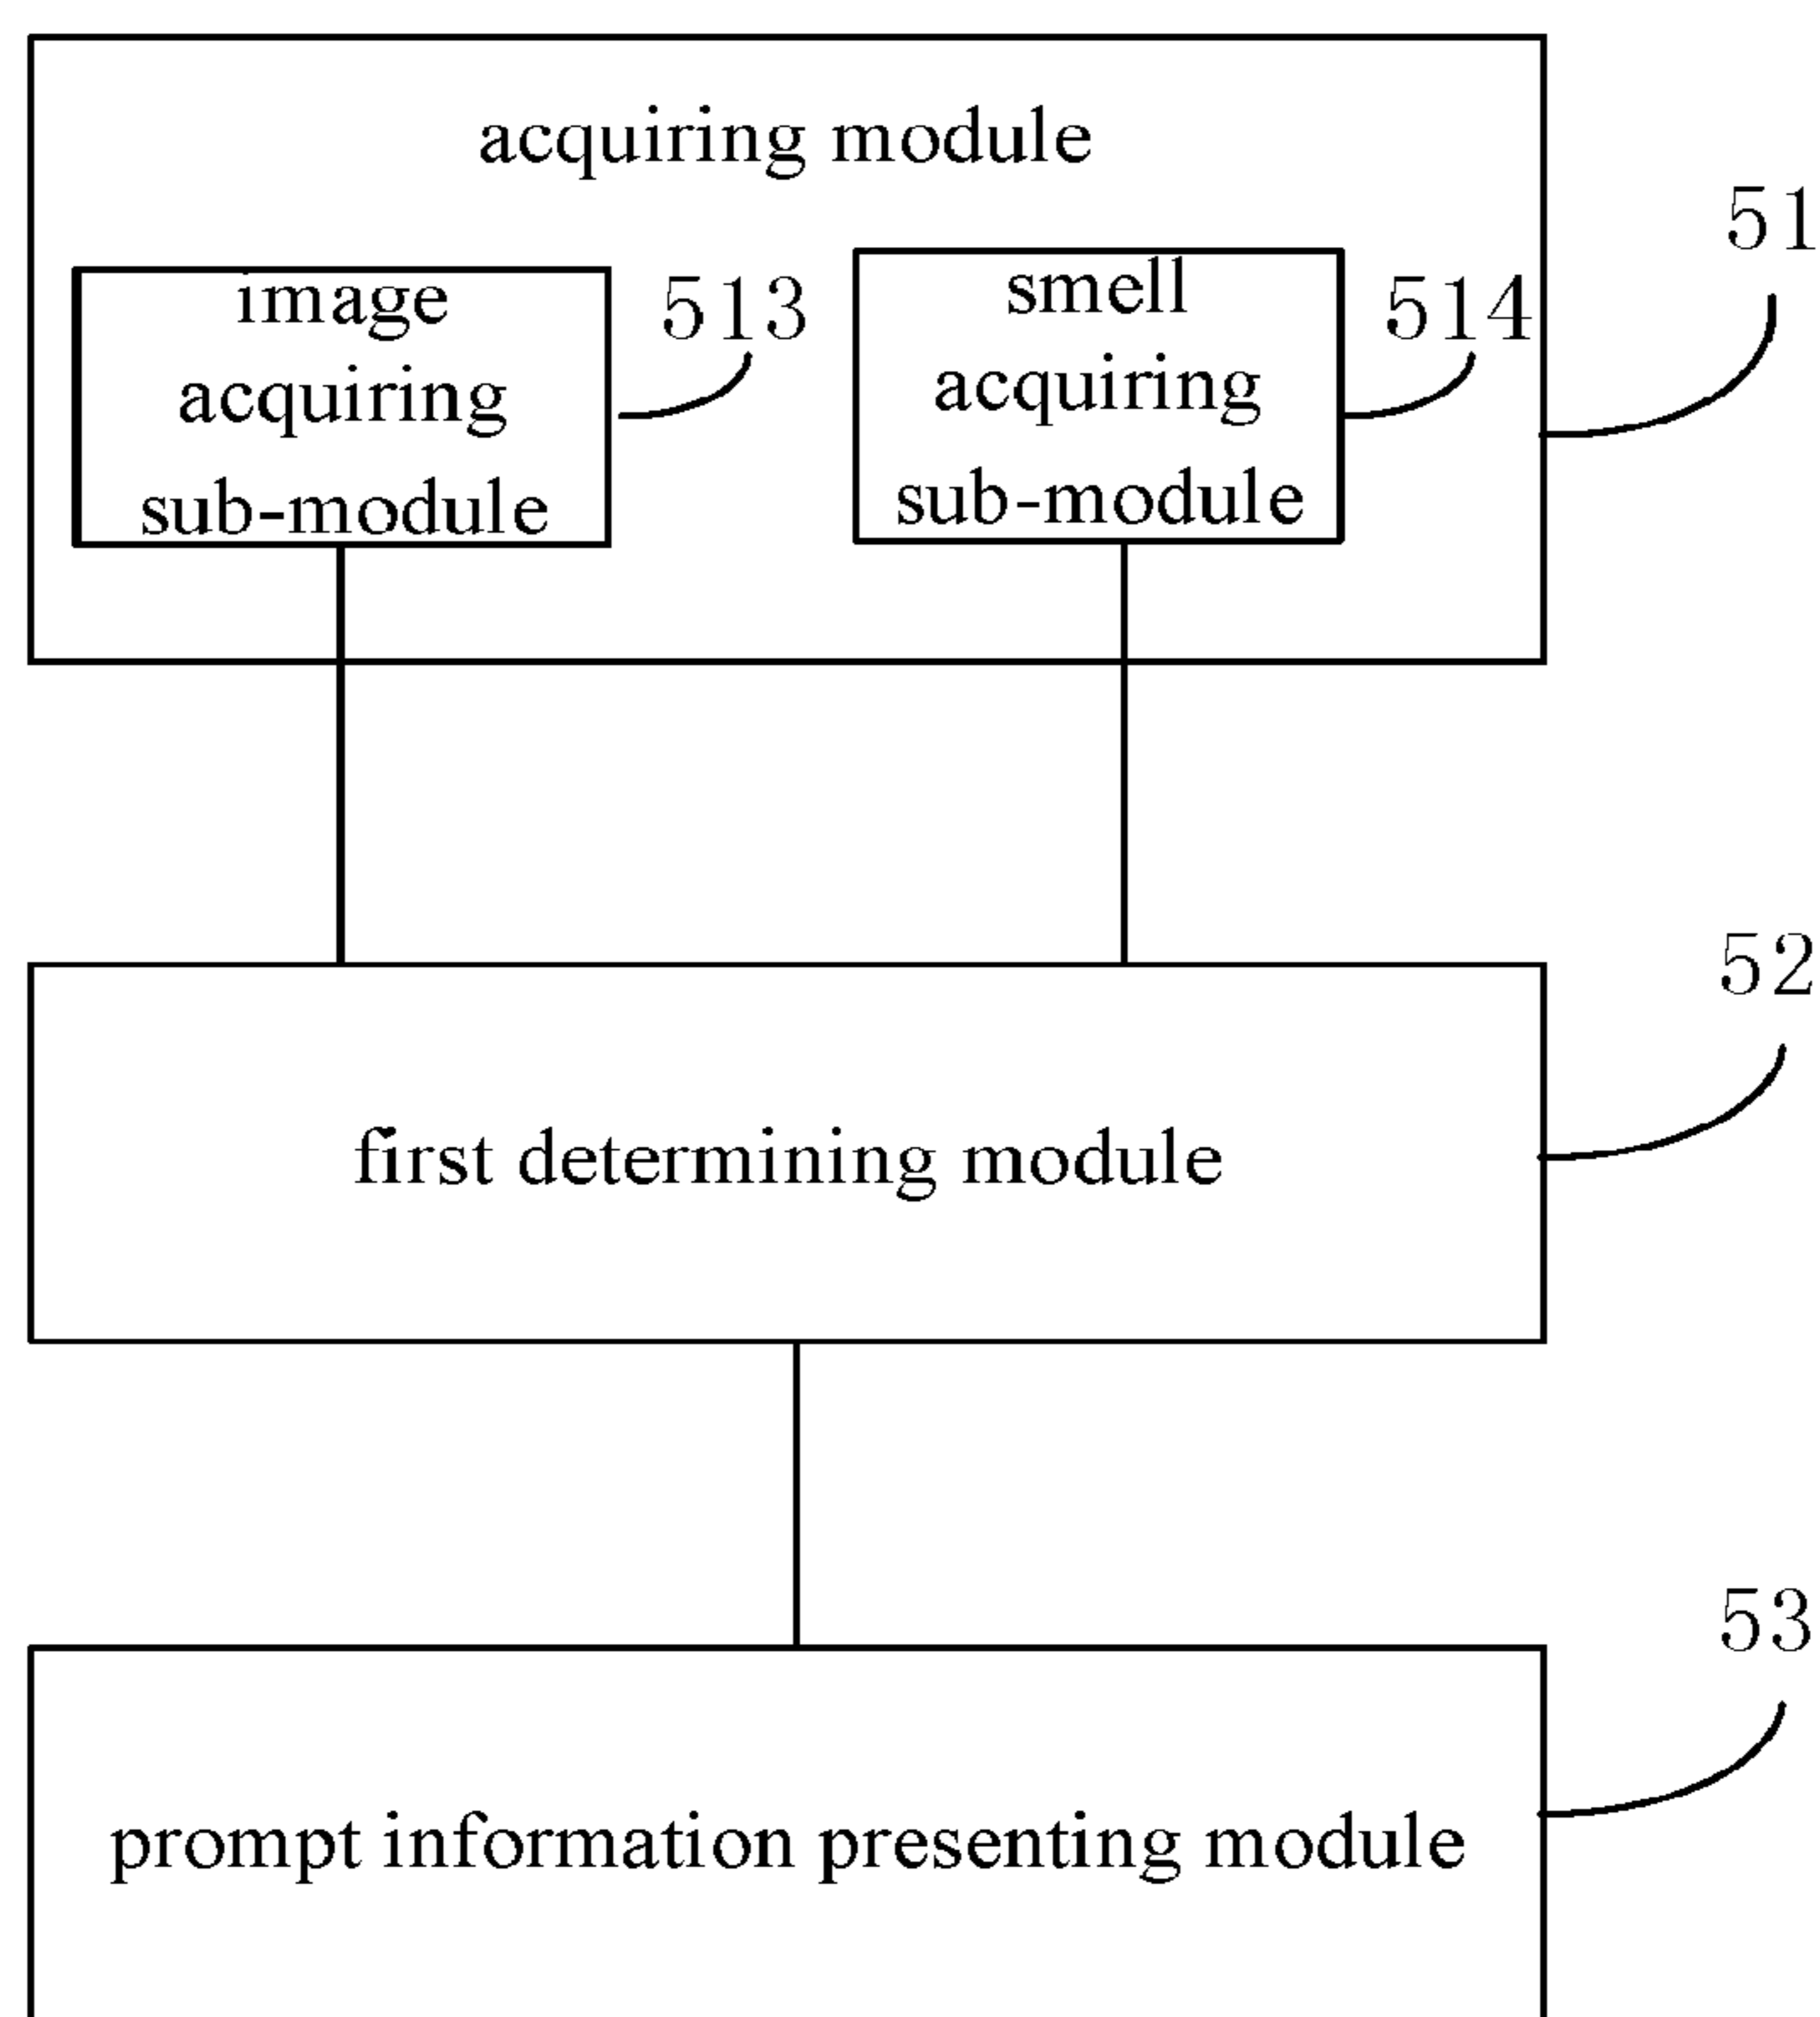 acquiring module
51
image
acquiring
sub-module
513
smell
acquiring
sub-module
514
52
first determining module
53
prompt information presenting module